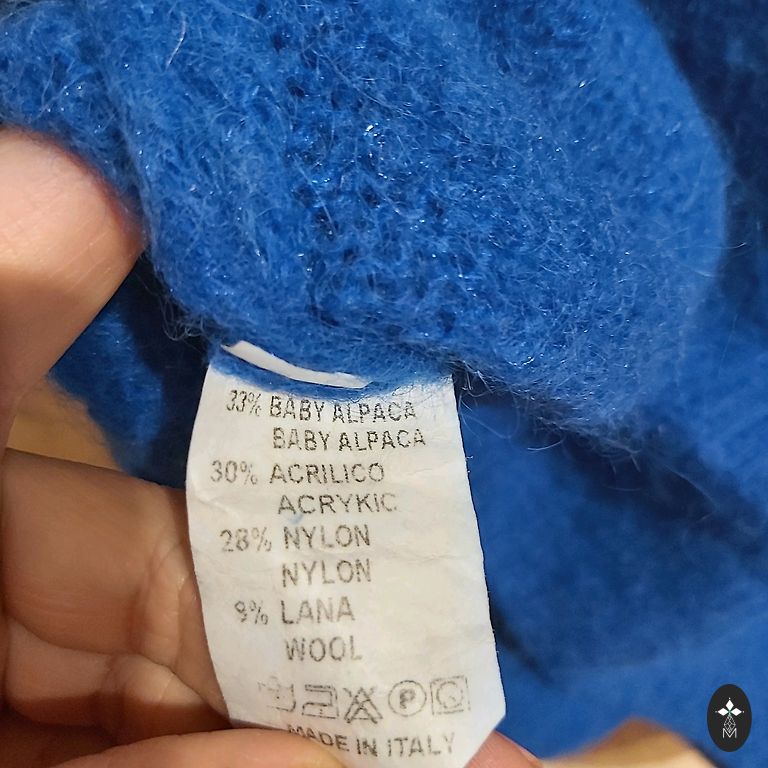 33% BABY ALPACA
BABY ALPACA
30% ACRILICO
ACRYKIC
28% NYLON
NYLON
9% LANA
WOOL
P
MADE IN ITALY
M